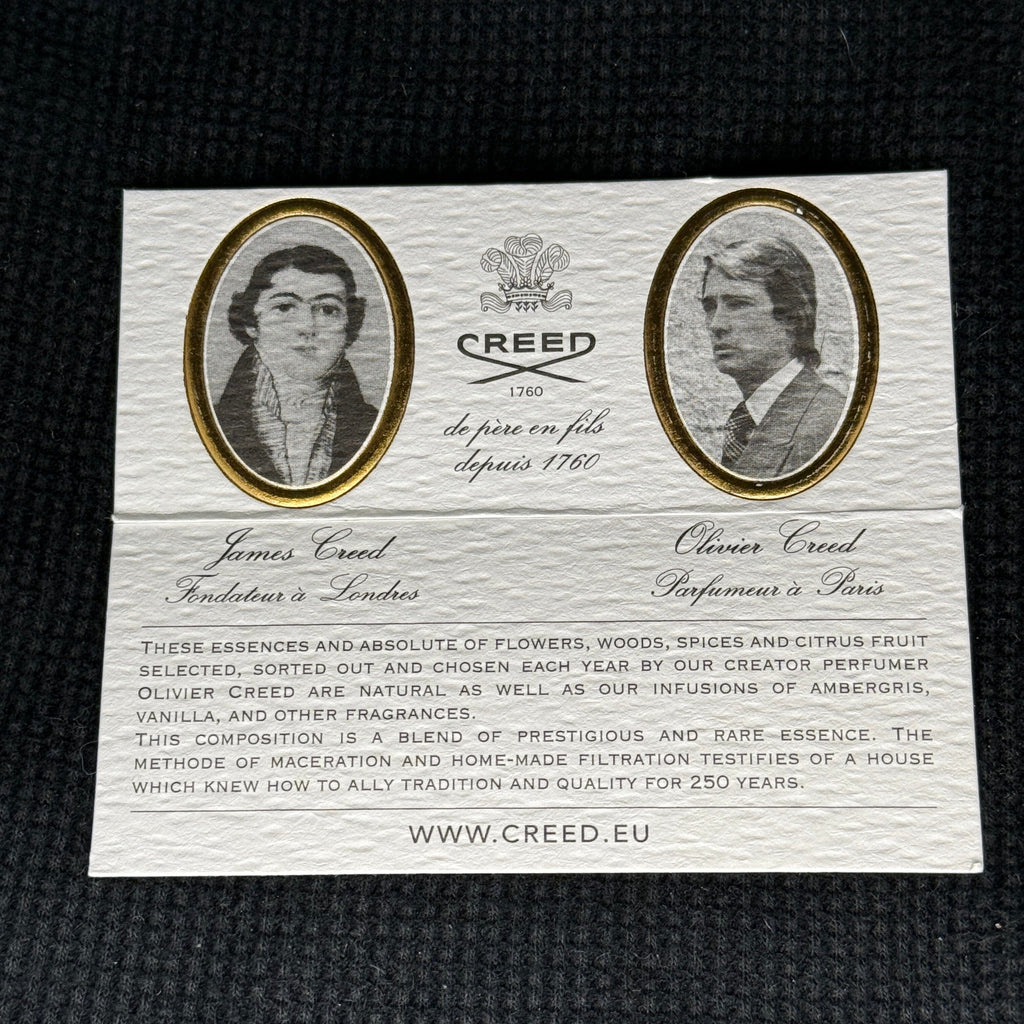 CREED
1760
de père en fils
depuis 1760
James Creed
Fondateur à Londres
Olivier Creed
Parfumeur à Paris
THESE ESSENCES AND ABSOLUTE OF FLOWERS, WOODS, SPICES AND CITRUS FRUIT
SELECTED, SORTED OUT AND CHOSEN EACH YEAR BY OUR CREATOR PERFUMER
OLIVIER CREED ARE NATURAL AS WELL AS OUR INFUSIONS OF AMBERGRIS,
VANILLA, AND OTHER FRAGRANCES.
THIS COMPOSITION IS A BLEND OF PRESTIGIOUS AND RARE ESSENCE. THE
METHODE OF MACERATION AND HOME-MADE FILTRATION TESTIFIES OF A HOUSE
WHICH KNEW HOW TO ALLY TRADITION AND QUALITY FOR 250 YEARS.
WWW.CREED.EU